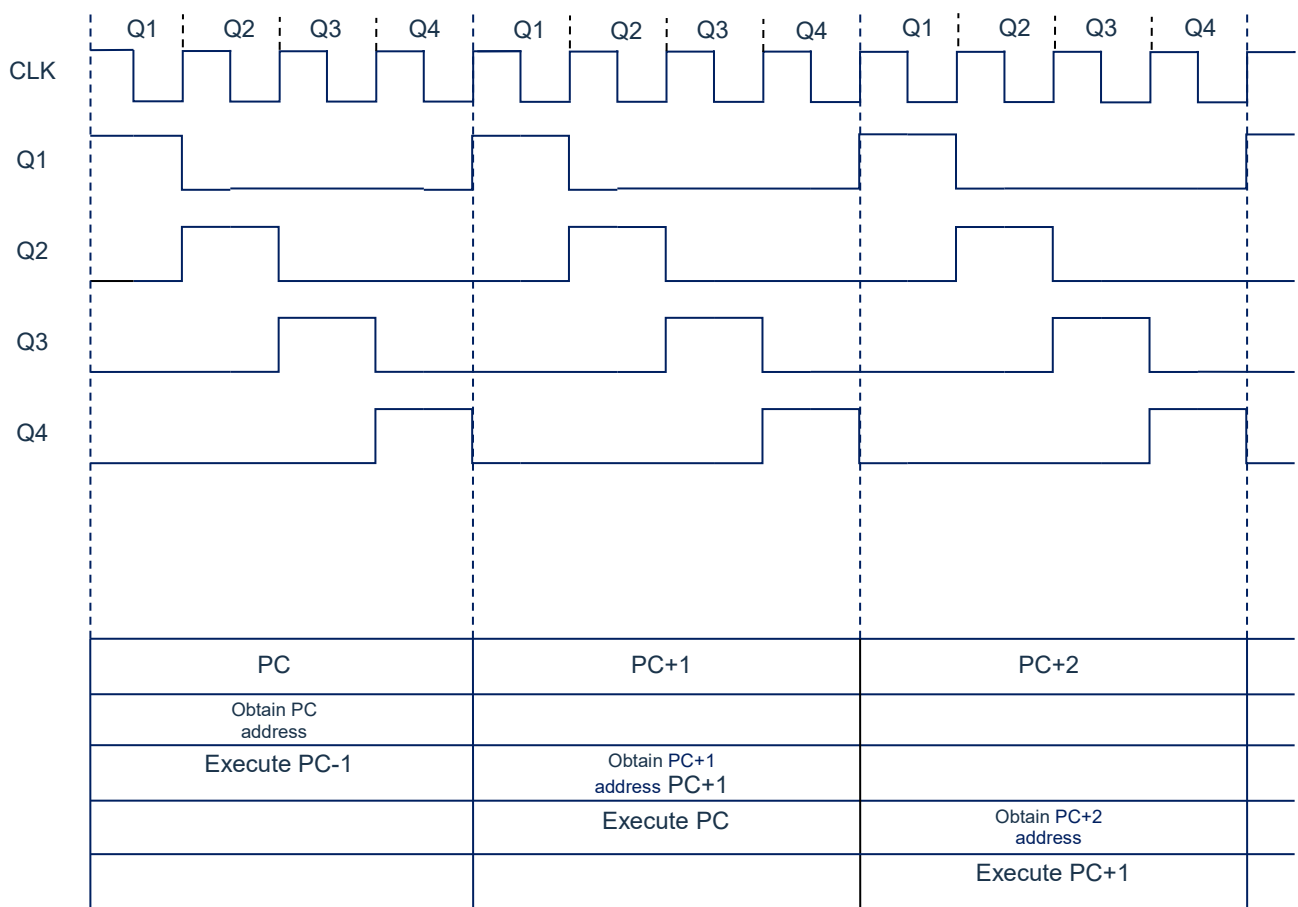 Q1 Q2 Q3 Q4 Q1 Q2 Q3 Q4 Q1 Q2 Q3 Q4
CLK
Q1
Q2
Q3
Q4
PC PC+1 PC+2
Obtain PC
address
Execute PC-1
Obtain PC+1
address PC+1
Execute PC
Obtain PC+2
address
Execute PC+1